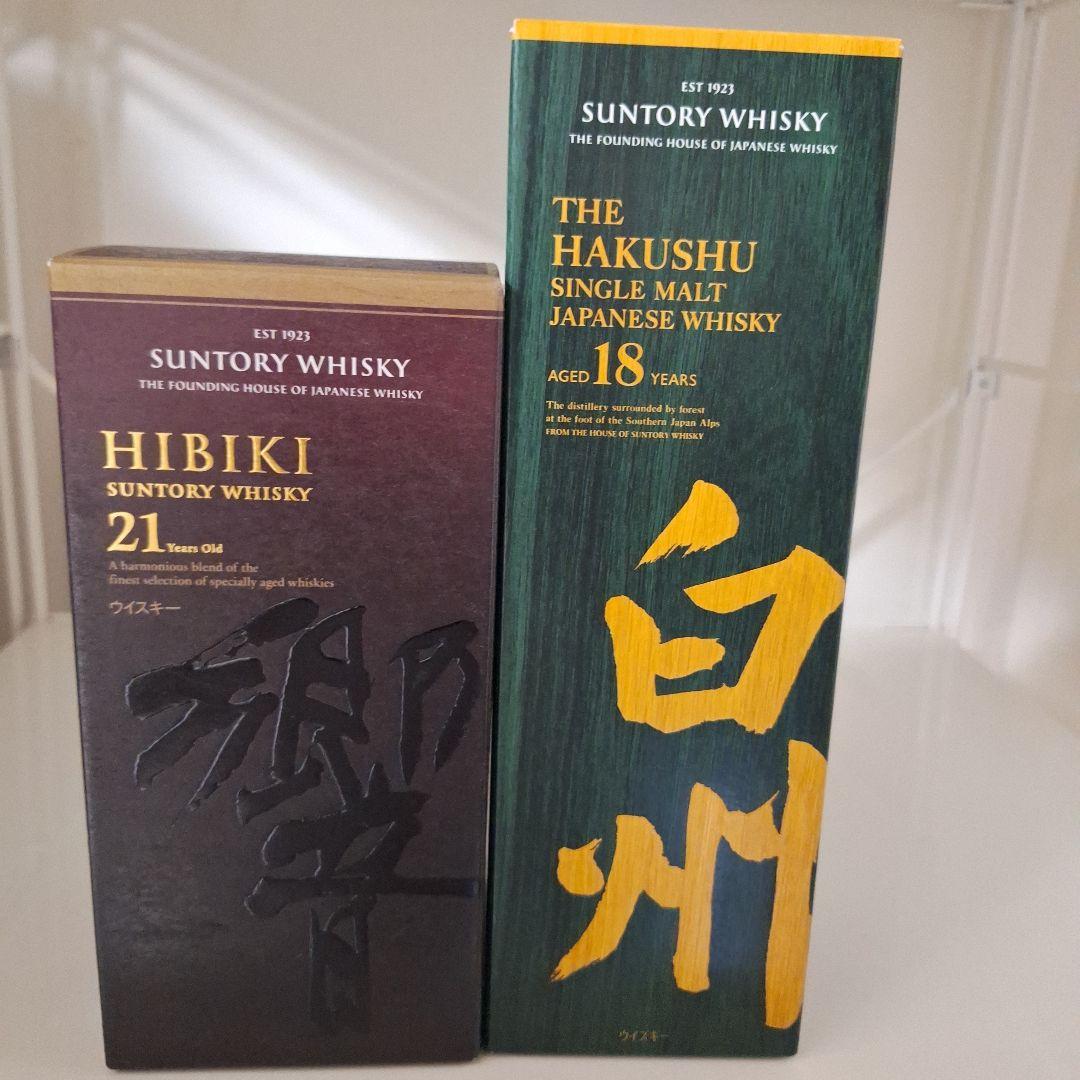 EST 1923
SUNTORY WHISKY
THE FOUNDING HOUSE OF JAPANESE WHISKY
HIBIKI
SUNTORY WHISKY
21 Years Old
A harmonious blend of the
finest selection of specially aged whiskies
ウイスキー
響
EST 1923
SUNTORY WHISKY
THE FOUNDING HOUSE OF JAPANESE WHISKY
THE
HAKUSHU
SINGLE MALT
JAPANESE WHISKY
AGED 18 YEARS
The distillery surrounded by forest
at the foot of the Southern Japan Alps
FROM THE HOUSE OF SUNTORY WHISKY
白
州
ウイスキー